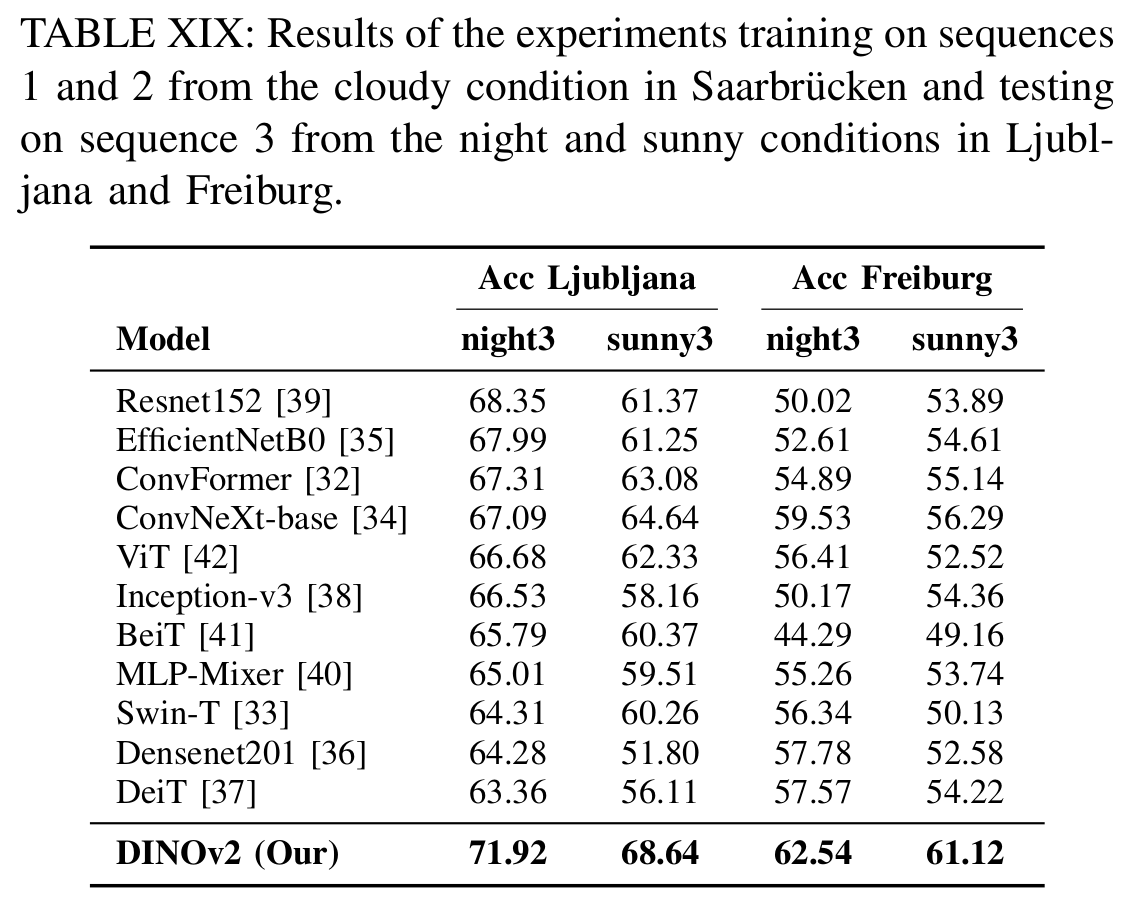 TABLE XIX: Results of the experiments training on sequences
1 and 2 from the cloudy condition in Saarbrücken and testing
on sequence 3 from the night and sunny conditions in Ljubl-
jana and Freiburg.
Acc Ljubljana Acc Freiburg
Model night3 sunny3 night3 sunny3
Resnet152 [39] 68.35 61.37 50.02 53.89
EfficientNetB0 [35] 67.99 61.25 52.61 54.61
ConvFormer [32] 67.31 63.08 54.89 55.14
ConvNeXt-base [34] 67.09 64.64 59.53 56.29
ViT [42] 66.68 62.33 56.41 52.52
Inception-v3 [38] 66.53 58.16 50.17 54.36
BeiT [41] 65.79 60.37 44.29 49.16
MLP-Mixer [40] 65.01 59.51 55.26 53.74
Swin-T [33] 64.31 60.26 56.34 50.13
Densenet201 [36] 64.28 51.80 57.78 52.58
DeiT [37] 63.36 56.11 57.57 54.22
DINOv2 (Our) 71.92 68.64 62.54 61.12